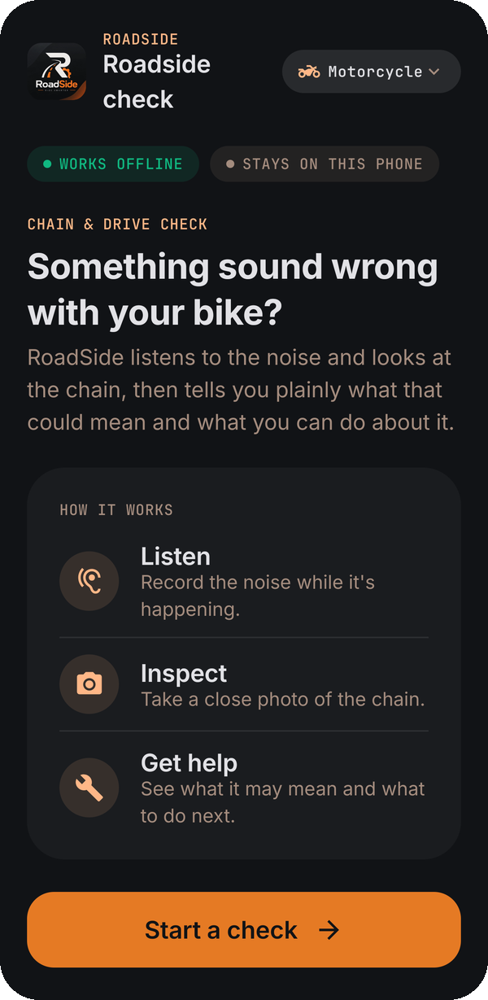 ROADSIDE
Roadside
check
RoadSide
Motorcycle
WORKS OFFLINE
STAYS ON THIS PHONE
CHAIN & DRIVE CHECK
Something sound wrong
with your bike?
RoadSide listens to the noise and looks at
the chain, then tells you plainly what that
could mean and what you can do about it.
HOW IT WORKS
Listen
Record the noise while it's
happening.
Inspect
Take a close photo of the chain.
Get help
See what it may mean and what
to do next.
Start a check